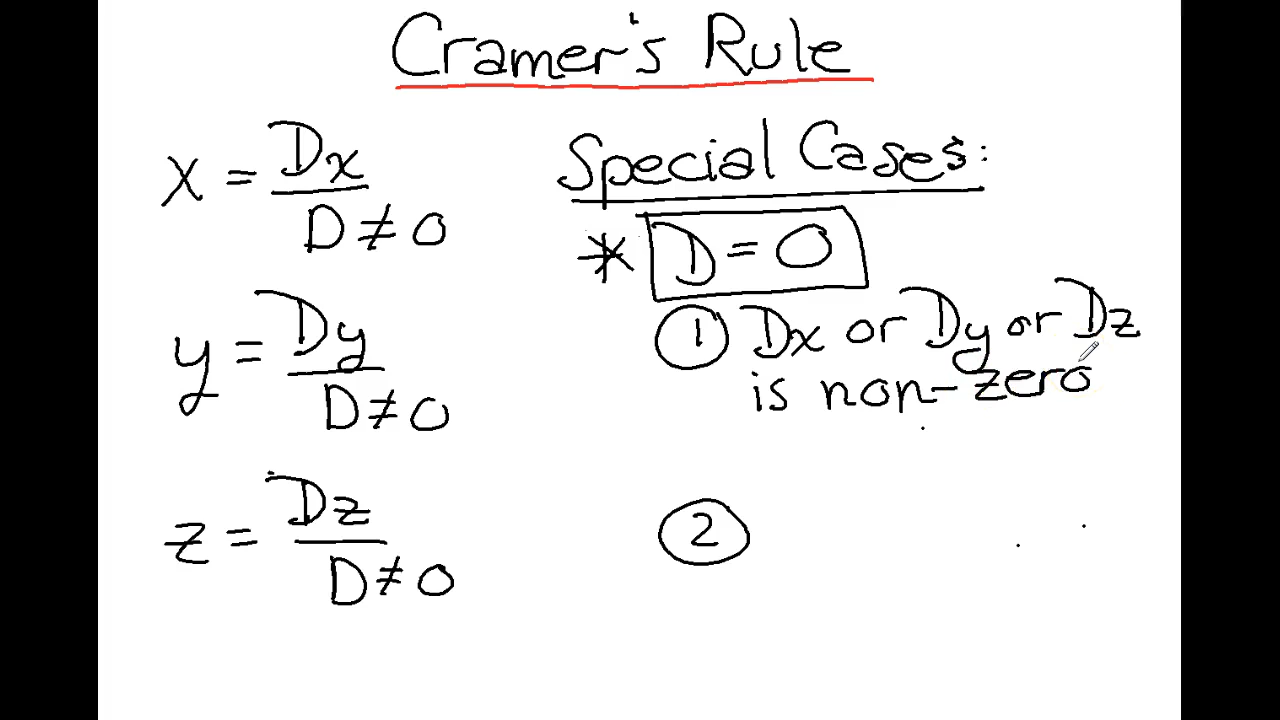 Cramer's Rule
x = Dx / D ≠ 0
y = Dy / D ≠ 0
z = Dz / D ≠ 0
Special Cases:
* D = 0
① Dx or Dy or Dz
is non-zero
②